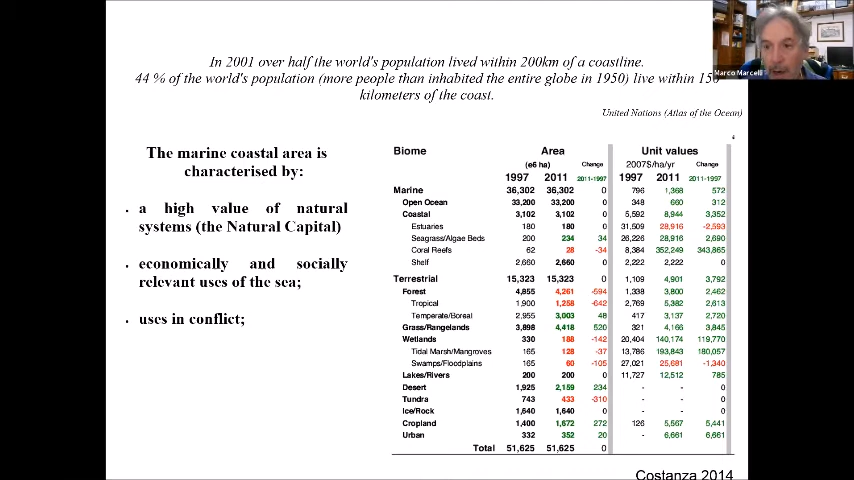 In 2001 over half the world's population lived within 200km of a coastline.
44 % of the world's population (more people than inhabited the entire globe in 1950) live within 150
kilometers of the coast.
United Nations (Atlas of the Ocean)
Marco Marcelli
The marine coastal area is
characterised by:
. a high value of natural
systems (the Natural Capital)
. economically and socially
relevant uses of the sea;
. uses in conflict;
4
Biome Area Unit values
(e6 ha) Change 2007$/ha/yr Change
1997 2011 2011-1997 1997 2011 2011-1997
Marine 36,302 36,302 0 796 1,368 572
Open Ocean 33,200 33,200 0 348 660 312
Coastal 3,102 3,102 0 5,592 8,944 3,352
Estuaries 180 180 0 31,509 28,916 -2,593
Seagrass/Algae Beds 200 234 34 26,226 28,916 2,690
Coral Reefs 62 28 -34 8,384 352,249 343,865
Shelf 2,660 2,660 0 2,222 2,222 0
Terrestrial 15,323 15,323 0 1,109 4,901 3,792
Forest 4,855 4,261 -594 1,338 3,800 2,462
Tropical 1,900 1,258 -642 2,769 5,382 2,613
Temperate/Boreal 2,955 3,003 48 417 3,137 2,720
Grass/Rangelands 3,898 4,418 520 321 4,166 3,845
Wetlands 330 188 -142 20,404 140,174 119,770
Tidal Marsh/Mangroves 165 128 -37 13,786 193,843 180,057
Swamps/Floodplains 165 60 -105 27,021 25,681 -1,340
Lakes/Rivers 200 200 0 11,727 12,512 785
Desert 1,925 2,159 234 - - 0
Tundra 743 433 -310 - - 0
Ice/Rock 1,640 1,640 0 - - 0
Cropland 1,400 1,672 272 126 5,567 5,441
Urban 332 352 20 - 6,661 6,661
Total 51,625 51,625 0
Costanza 2014